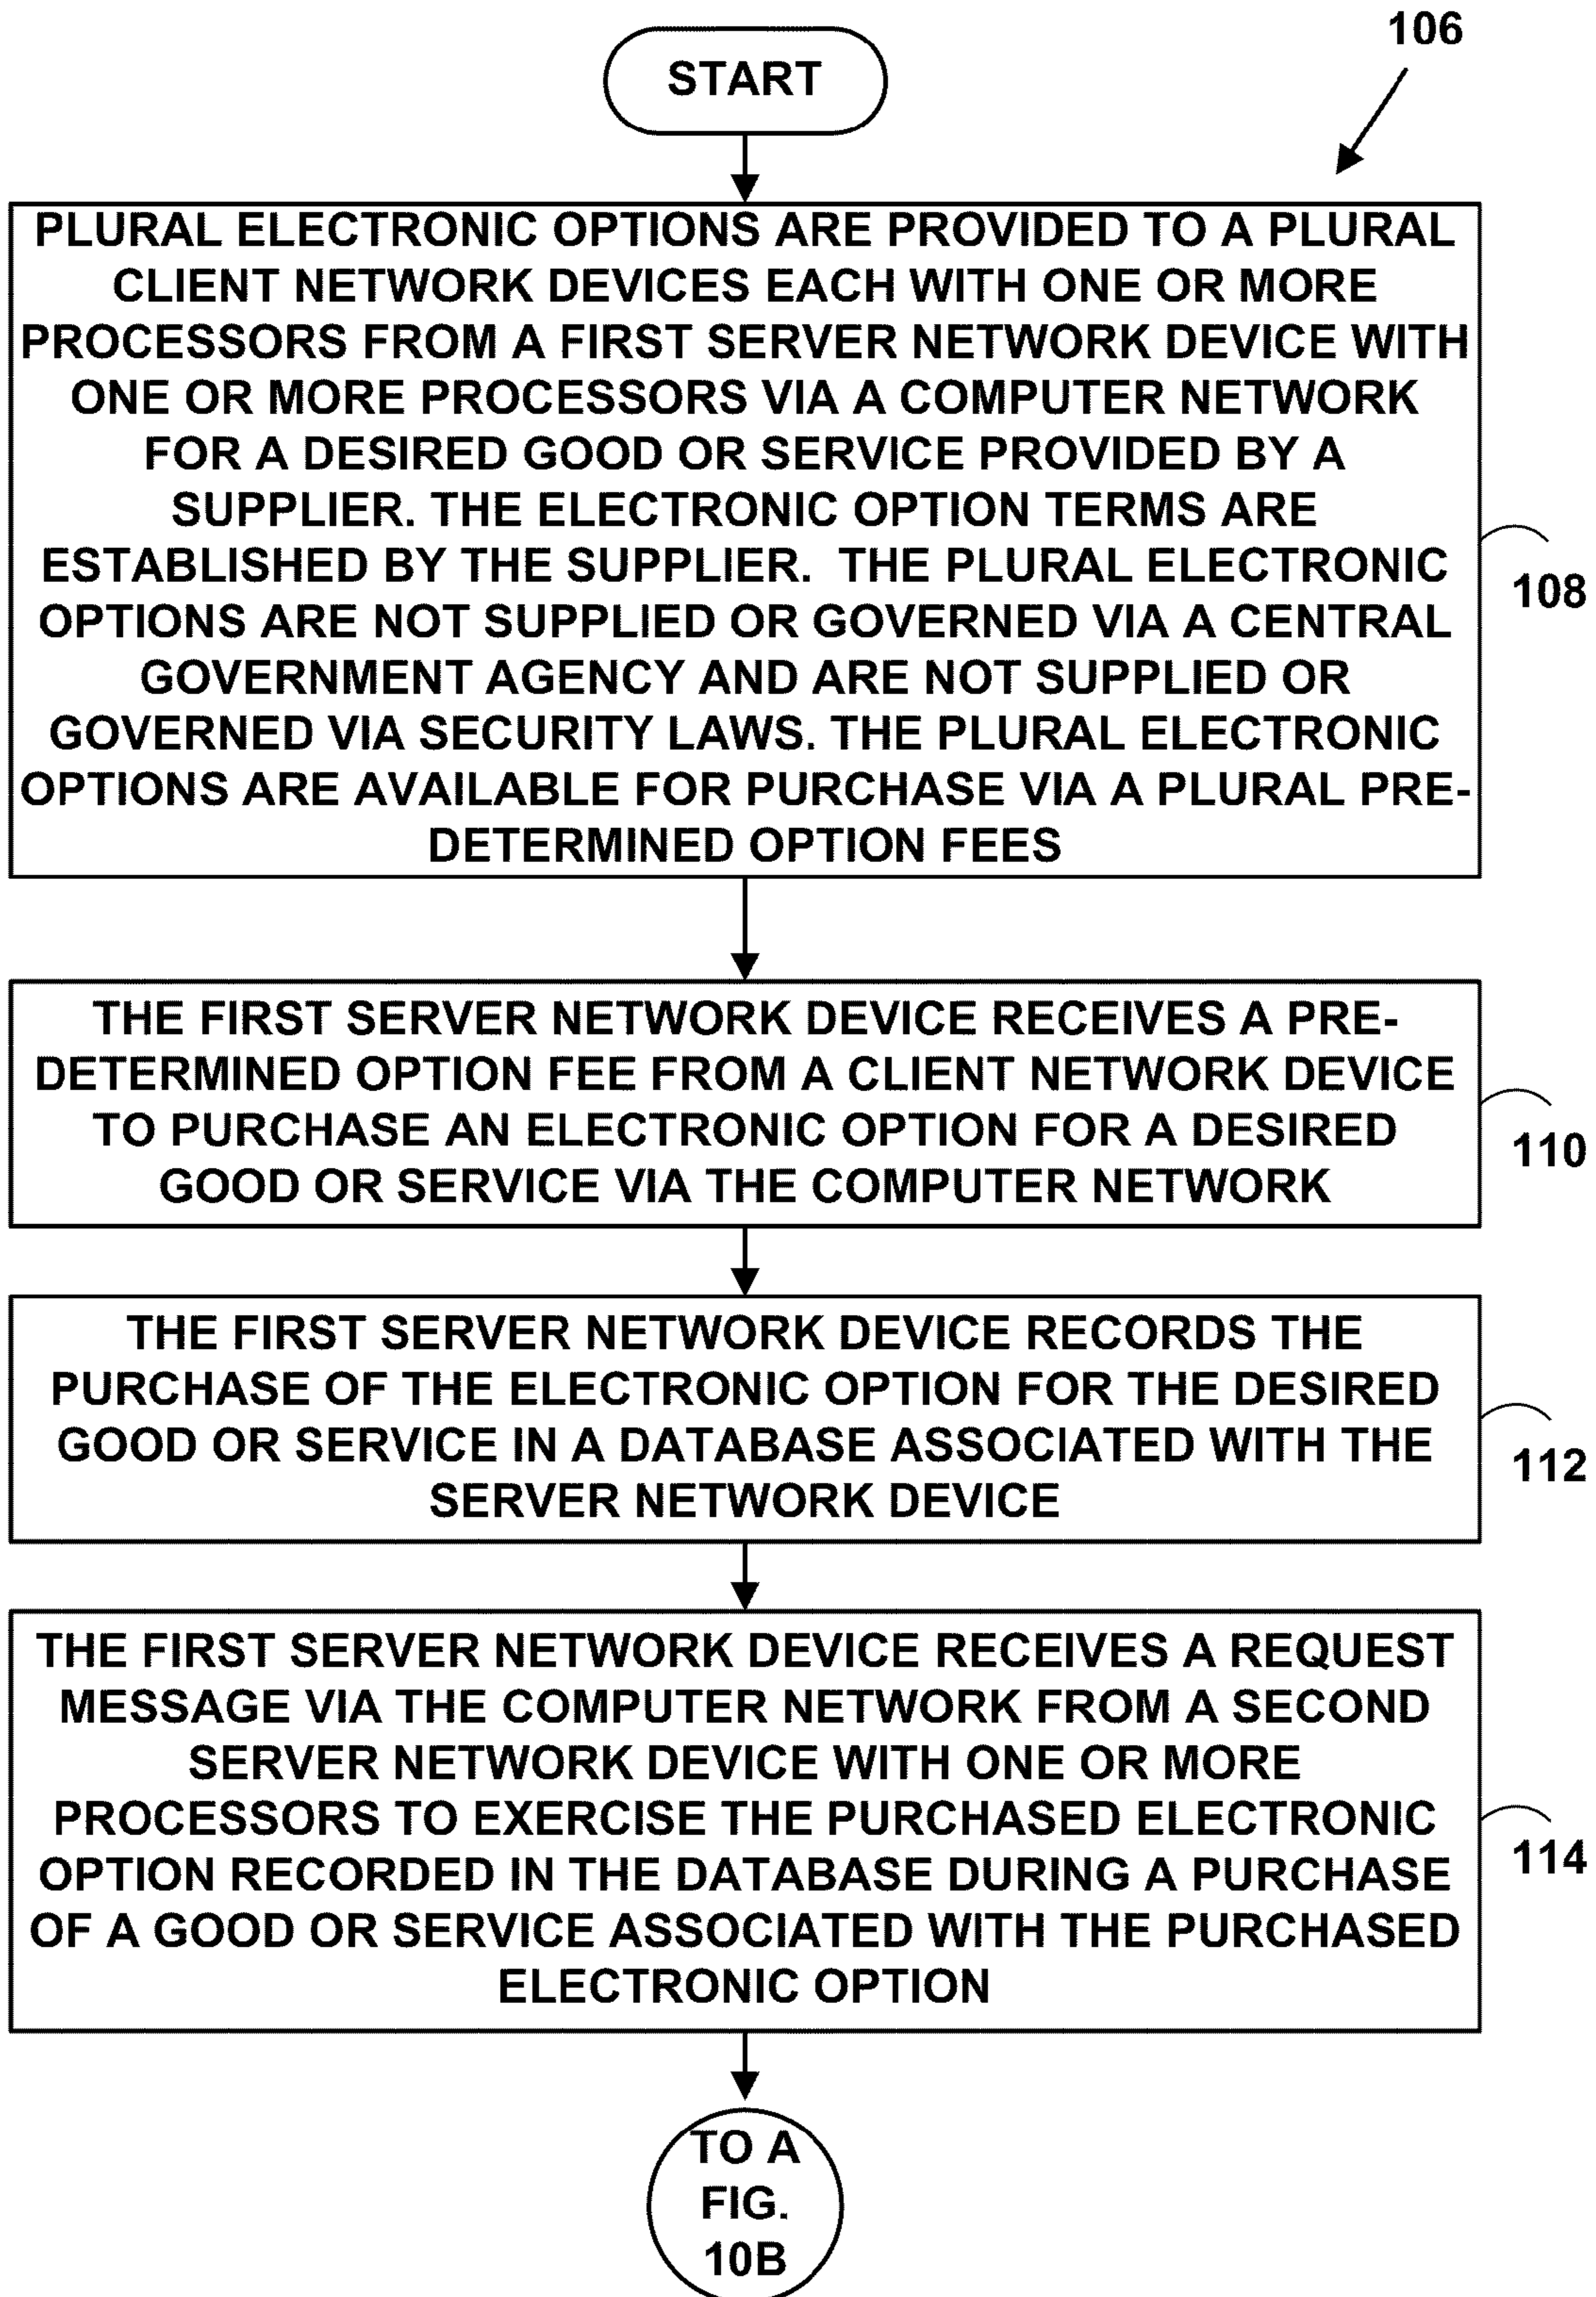 106
START
PLURAL ELECTRONIC OPTIONS ARE PROVIDED TO A PLURAL
CLIENT NETWORK DEVICES EACH WITH ONE OR MORE
PROCESSORS FROM A FIRST SERVER NETWORK DEVICE WITH
ONE OR MORE PROCESSORS VIA A COMPUTER NETWORK
FOR A DESIRED GOOD OR SERVICE PROVIDED BY A
SUPPLIER. THE ELECTRONIC OPTION TERMS ARE
ESTABLISHED BY THE SUPPLIER. THE PLURAL ELECTRONIC
OPTIONS ARE NOT SUPPLIED OR GOVERNED VIA A CENTRAL
GOVERNMENT AGENCY AND ARE NOT SUPPLIED OR
GOVERNED VIA SECURITY LAWS. THE PLURAL ELECTRONIC
OPTIONS ARE AVAILABLE FOR PURCHASE VIA A PLURAL PRE-
DETERMINED OPTION FEES
108
THE FIRST SERVER NETWORK DEVICE RECEIVES A PRE-
DETERMINED OPTION FEE FROM A CLIENT NETWORK DEVICE
TO PURCHASE AN ELECTRONIC OPTION FOR A DESIRED
GOOD OR SERVICE VIA THE COMPUTER NETWORK
110
THE FIRST SERVER NETWORK DEVICE RECORDS THE
PURCHASE OF THE ELECTRONIC OPTION FOR THE DESIRED
GOOD OR SERVICE IN A DATABASE ASSOCIATED WITH THE
SERVER NETWORK DEVICE
112
THE FIRST SERVER NETWORK DEVICE RECEIVES A REQUEST
MESSAGE VIA THE COMPUTER NETWORK FROM A SECOND
SERVER NETWORK DEVICE WITH ONE OR MORE
PROCESSORS TO EXERCISE THE PURCHASED ELECTRONIC
OPTION RECORDED IN THE DATABASE DURING A PURCHASE
OF A GOOD OR SERVICE ASSOCIATED WITH THE PURCHASED
ELECTRONIC OPTION
114
TO A
FIG.
10B